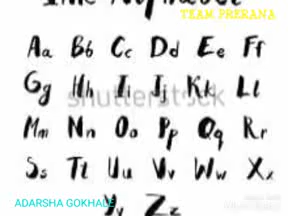 TEAM PRERANA
Aa Bb Cc Dd Ee Ff
Gg Hh Ii Jj Kk Ll
shutterstock
Mm Nn Oo Pp Qq Rr
Ss Tt Uu Vv Ww Xx
ADARSHA GOKHALE
Yy Zz